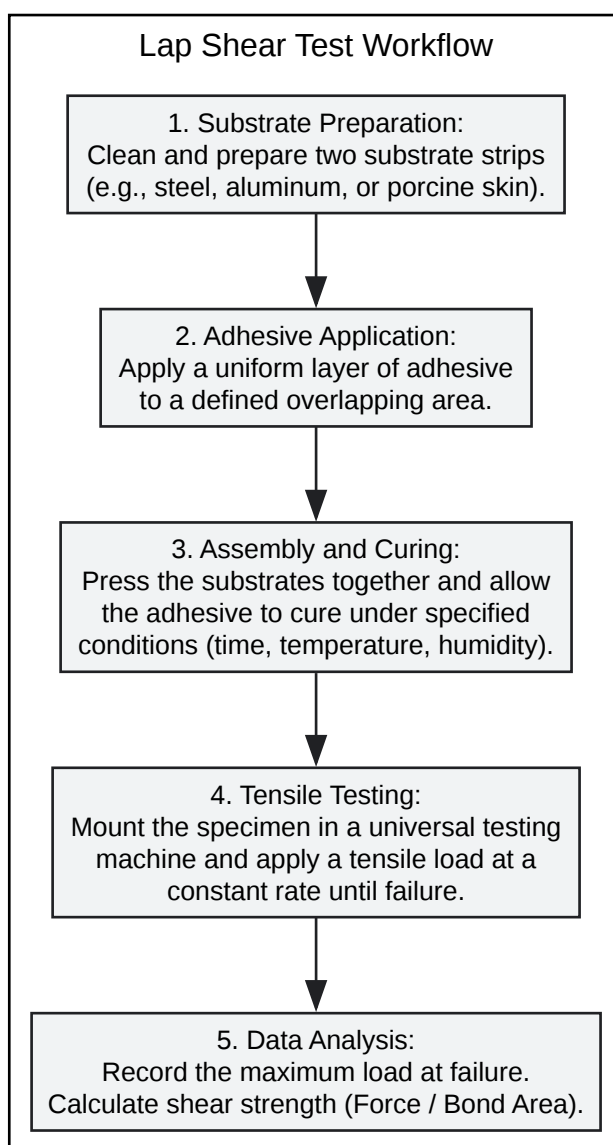 Lap Shear Test Workflow
1. Substrate Preparation:
Clean and prepare two substrate strips
(e.g., steel, aluminum, or porcine skin).
2. Adhesive Application:
Apply a uniform layer of adhesive
to a defined overlapping area.
3. Assembly and Curing:
Press the substrates together and allow
the adhesive to cure under specified
conditions (time, temperature, humidity).
4. Tensile Testing:
Mount the specimen in a universal testing
machine and apply a tensile load at a
constant rate until failure.
5. Data Analysis:
Record the maximum load at failure.
Calculate shear strength (Force / Bond Area).